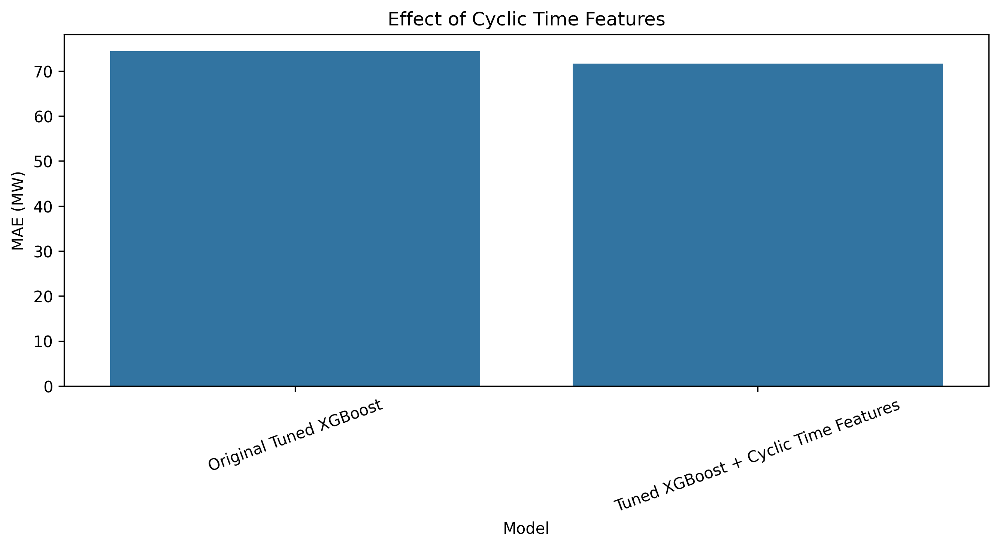 Effect of Cyclic Time Features
MAE (MW)
70
60
50
40
30
20
10
0
Original Tuned XGBoost
Tuned XGBoost + Cyclic Time Features
Model